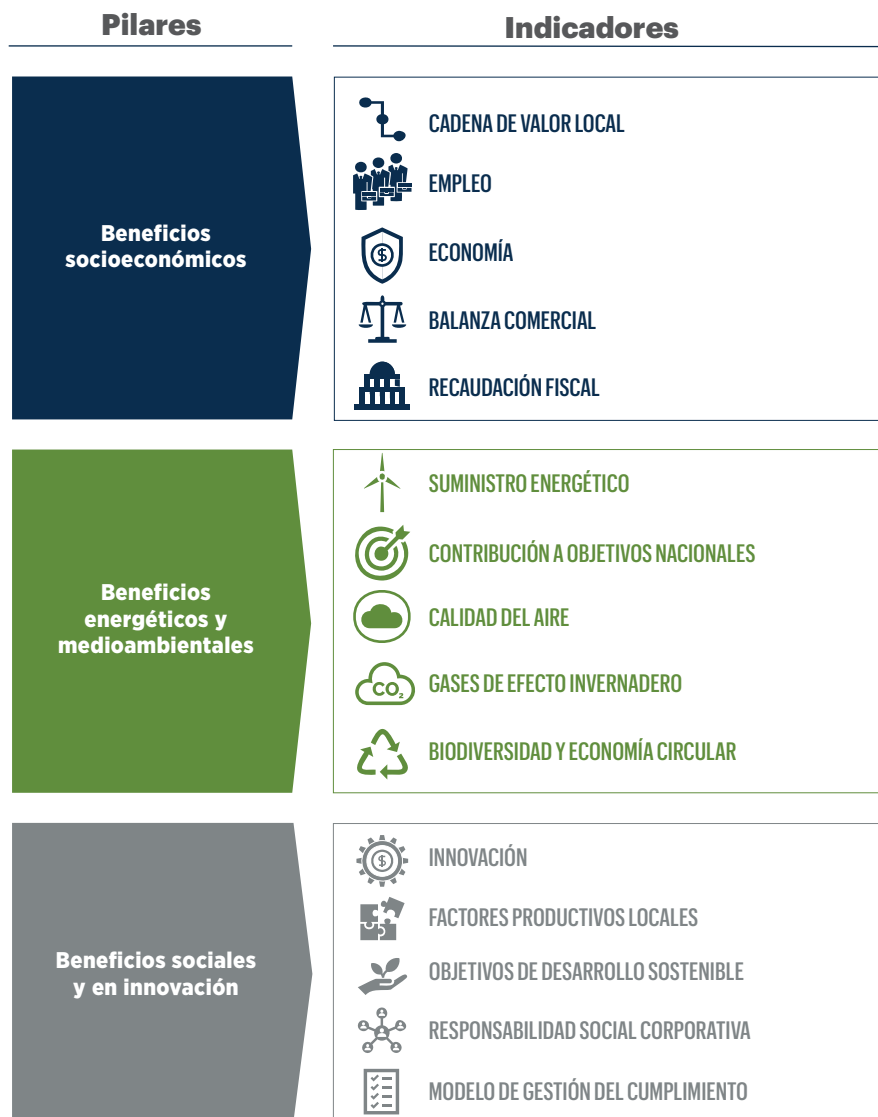 Pilares
Indicadores
Beneficios
socioeconómicos
CADENA DE VALOR LOCAL
EMPLEO
ECONOMÍA
BALANZA COMERCIAL
RECAUDACIÓN FISCAL
Beneficios
energéticos y
medioambientales
SUMINISTRO ENERGÉTICO
CONTRIBUCIÓN A OBJETIVOS NACIONALES
CALIDAD DEL AIRE
CO₂
GASES DE EFECTO INVERNADERO
BIODIVERSIDAD Y ECONOMÍA CIRCULAR
Beneficios sociales
y en innovación
INNOVACIÓN
FACTORES PRODUCTIVOS LOCALES
OBJETIVOS DE DESARROLLO SOSTENIBLE
RESPONSABILIDAD SOCIAL CORPORATIVA
MODELO DE GESTIÓN DEL CUMPLIMIENTO